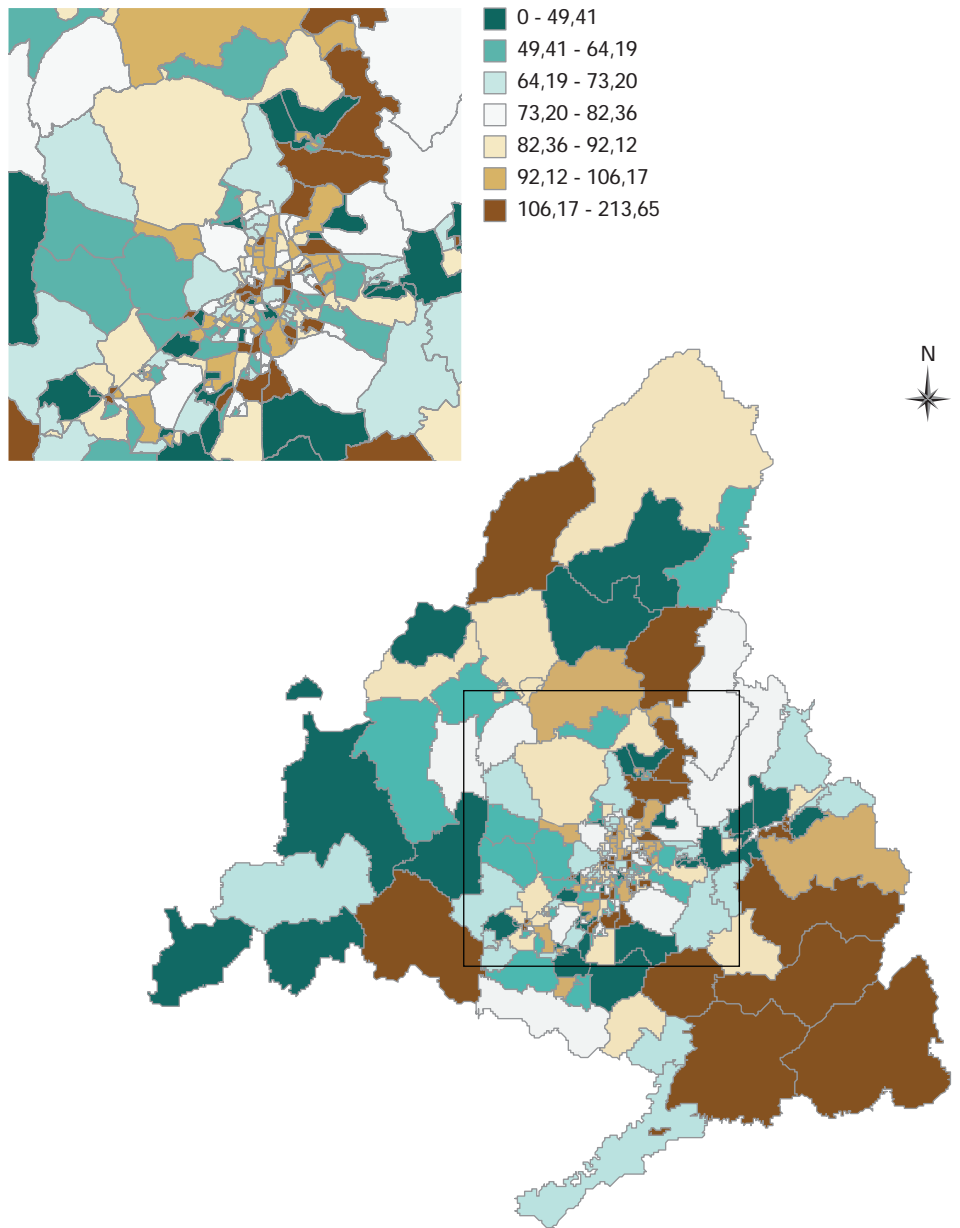 0 - 49,41
49,41 - 64,19
64,19 - 73,20
73,20 - 82,36
82,36 - 92,12
92,12 - 106,17
106,17 - 213,65
N